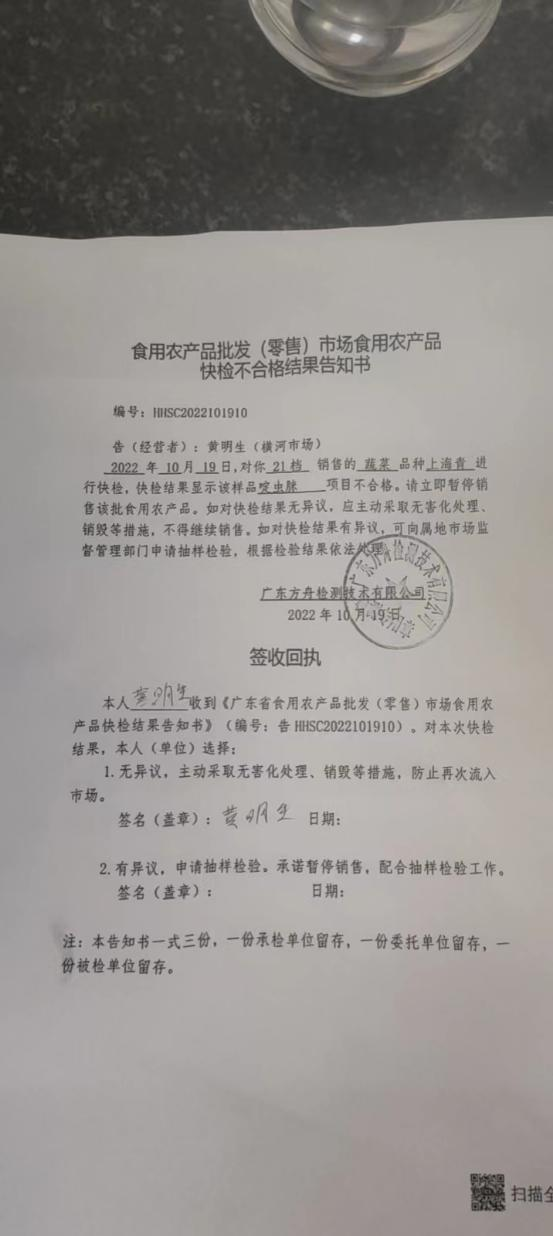 食用农产品批发（零售）市场食用农产品
快检不合格结果告知书
编号：HHSC2022101910
告（经营者）：黄明生（横河市场）
2022 年 10 月 19 日，对你 21档 销售的 蔬菜 品种上海青 进
行快检，快检结果显示该样品啶虫脒 项目不合格。请立即暂停销
售该批食用农产品。如对快检结果无异议，应主动采取无害化处理、
销毁等措施，不得继续销售。如对快检结果有异议，可向属地市场监
督管理部门申请抽样检验，根据检验结果依法处理。
广东方舟检测技术有限公司
2022 年 10 月 19 日
签收回执
本人 黄明生 收到《广东省食用农产品批发（零售）市场食用农
产品快检结果告知书》（编号：告 HHSC2022101910）。对本次快检
结果，本人（单位）选择：
1.无异议，主动采取无害化处理、销毁等措施，防止再次流入
市场。
签名（盖章）：黄明生 日期：
2.有异议，申请抽样检验。承诺暂停销售，配合抽样检验工作。
签名（盖章）： 日期：
注：本告知书一式三份，一份承检单位留存，一份委托单位留存，一
份被检单位留存。
扫描全